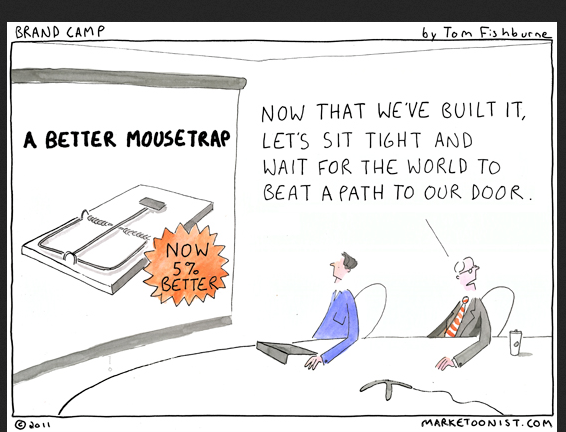 BRAND CAMP
by Tom Fishburne
A BETTER MOUSETRAP
NOW
5%
BETTER
NOW THAT WE'VE BUILT IT,
LET'S SIT TIGHT AND
WAIT FOR THE WORLD TO
BEAT A PATH TO OUR DOOR.
© 2011
MARKETOONIST.COM